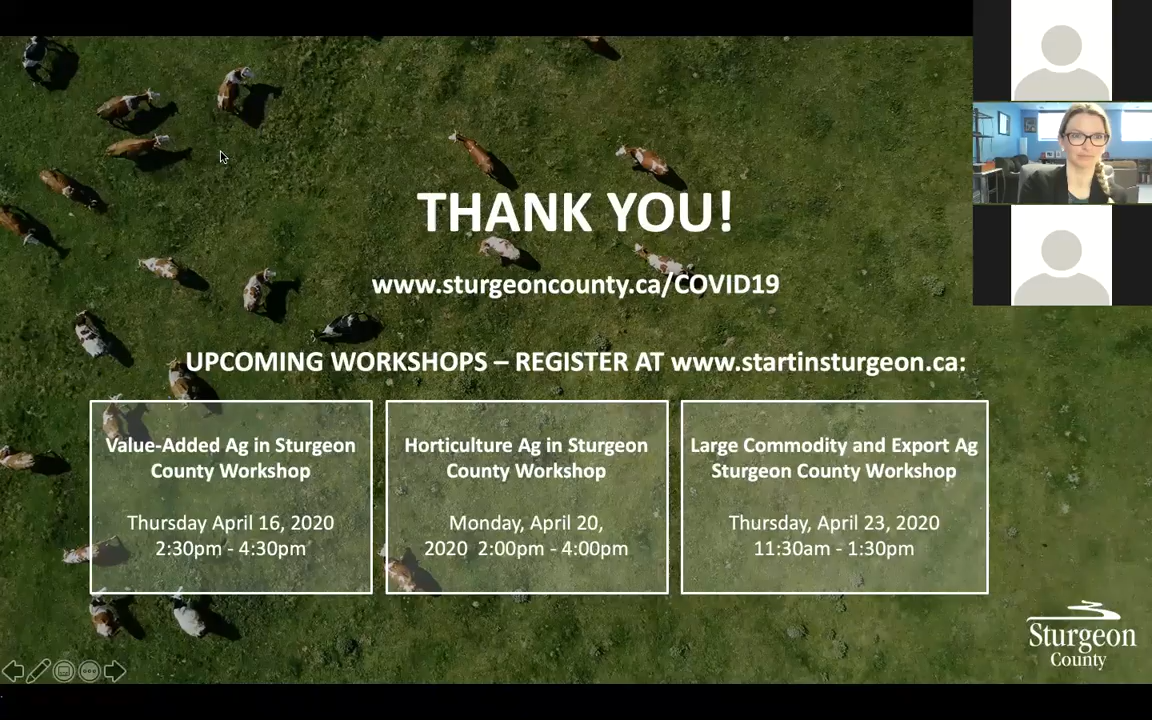 THANK YOU!
www.sturgeoncounty.ca/COVID19
UPCOMING WORKSHOPS – REGISTER AT www.startinsturgeon.ca:
Value-Added Ag in Sturgeon
County Workshop
Thursday April 16, 2020
2:30pm - 4:30pm
Horticulture Ag in Sturgeon
County Workshop
Monday, April 20,
2020 2:00pm - 4:00pm
Large Commodity and Export Ag
Sturgeon County Workshop
Thursday, April 23, 2020
11:30am - 1:30pm
Sturgeon
County